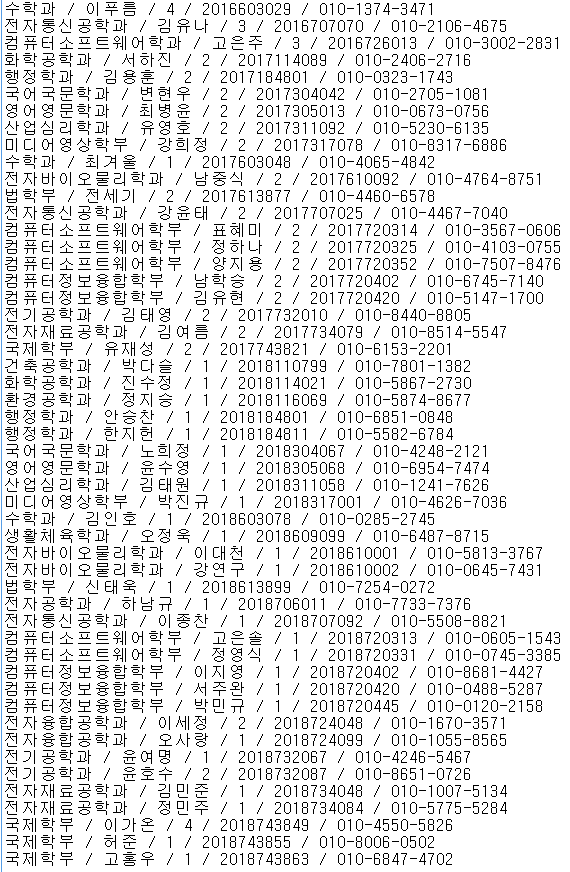 수학과 / 이푸름 / 4 / 2016603029 / 010-1374-3471
전자통신공학과 / 김유나 / 3 / 2016707070 / 010-2106-4675
컴퓨터소프트웨어학과 / 고은주 / 3 / 2016726013 / 010-3002-2831
화학공학과 / 서하진 / 2 / 2017114089 / 010-2406-2716
행정학과 / 김용훈 / 2 / 2017184801 / 010-0323-1743
국어국문학과 / 변현우 / 2 / 2017304042 / 010-2705-1081
영어영문학과 / 최병윤 / 2 / 2017305013 / 010-0673-0756
산업심리학과 / 유영호 / 2 / 2017311092 / 010-5230-6135
미디어영상학부 / 강희정 / 2 / 2017317078 / 010-8317-6886
수학과 / 최겨울 / 1 / 2017603048 / 010-4065-4842
전자바이오물리학과 / 남중식 / 2 / 2017610092 / 010-4764-8751
법학부 / 전세기 / 2 / 2017613877 / 010-4460-6578
전자통신공학과 / 강윤태 / 2 / 2017707025 / 010-4467-7040
컴퓨터소프트웨어학부 / 표혜미 / 2 / 2017720314 / 010-3567-0606
컴퓨터소프트웨어학부 / 정하나 / 2 / 2017720325 / 010-4103-0755
컴퓨터소프트웨어학부 / 양지용 / 2 / 2017720352 / 010-7507-8476
컴퓨터정보융합학부 / 남학승 / 2 / 2017720402 / 010-6745-7140
컴퓨터정보융합학부 / 김유현 / 2 / 2017720420 / 010-5147-1700
전기공학과 / 김태영 / 2 / 2017732010 / 010-8440-8805
전자재료공학과 / 김여름 / 2 / 2017734079 / 010-8514-5547
국제학부 / 유재성 / 2 / 2017743821 / 010-6153-2201
건축공학과 / 박다슬 / 1 / 2018110799 / 010-7801-1382
화학공학과 / 진수정 / 1 / 2018114021 / 010-5867-2730
환경공학과 / 정지승 / 1 / 2018116069 / 010-5874-8677
행정학과 / 안승찬 / 1 / 2018184801 / 010-6851-0848
행정학과 / 한지헌 / 1 / 2018184811 / 010-5582-6784
국어국문학과 / 노희정 / 1 / 2018304067 / 010-4248-2121
영어영문학과 / 윤수영 / 1 / 2018305068 / 010-6954-7474
산업심리학과 / 김태원 / 1 / 2018311058 / 010-1241-7626
미디어영상학부 / 박진규 / 1 / 2018317001 / 010-4626-7036
수학과 / 김인호 / 1 / 2018603078 / 010-0285-2745
생활체육학과 / 오정욱 / 1 / 2018609099 / 010-6487-8715
전자바이오물리학과 / 이대천 / 1 / 2018610001 / 010-5813-3767
전자바이오물리학과 / 강연구 / 1 / 2018610002 / 010-0645-7431
법학부 / 신태욱 / 1 / 2018613899 / 010-7254-0272
전자공학과 / 하남규 / 1 / 2018706011 / 010-7733-7376
전자통신공학과 / 이종찬 / 1 / 2018707092 / 010-5508-8821
컴퓨터소프트웨어학부 / 고은솔 / 1 / 2018720313 / 010-0605-1543
컴퓨터소프트웨어학부 / 정영식 / 1 / 2018720331 / 010-0745-3385
컴퓨터정보융합학부 / 이지영 / 1 / 2018720402 / 010-8681-4427
컴퓨터정보융합학부 / 서주완 / 1 / 2018720420 / 010-0488-5287
컴퓨터정보융합학부 / 박민규 / 1 / 2018720445 / 010-0120-2158
전자융합공학과 / 이세정 / 2 / 2018724048 / 010-1670-3571
전자융합공학과 / 오사랑 / 1 / 2018724099 / 010-1055-8565
전기공학과 / 윤여명 / 1 / 2018732067 / 010-4246-5467
전기공학과 / 윤호수 / 2 / 2018732087 / 010-8651-0726
전자재료공학과 / 김민준 / 1 / 2018734048 / 010-1007-5134
전자재료공학과 / 정민주 / 1 / 2018734084 / 010-5775-5284
국제학부 / 이가온 / 4 / 2018743849 / 010-4550-5826
국제학부 / 허준 / 1 / 2018743855 / 010-8006-0502
국제학부 / 고홍우 / 1 / 2018743863 / 010-6847-4702